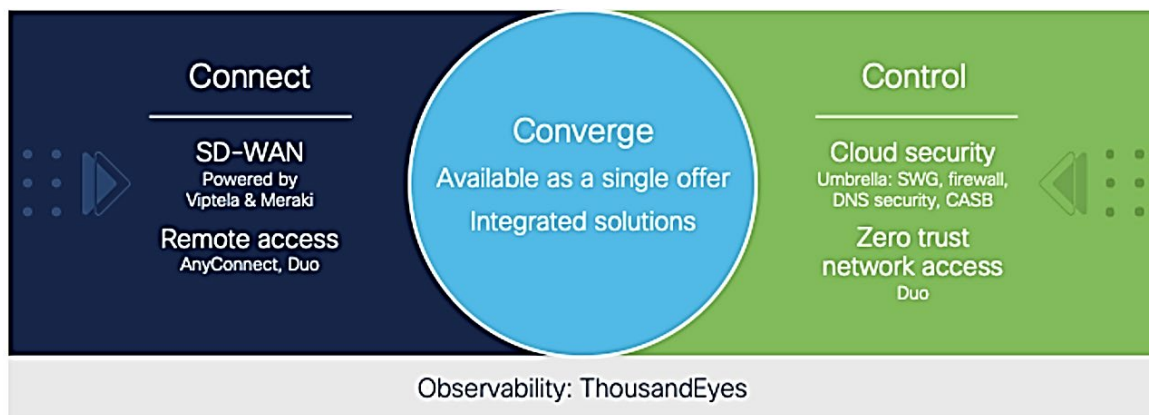 Connect
SD-WAN
Powered by
Viptela & Meraki
Remote access
AnyConnect, Duo
Converge
Available as a single offer
Integrated solutions
Control
Cloud security
Umbrella: SWG, firewall,
DNS security, CASB
Zero trust
network access
Duo
Observability: ThousandEyes